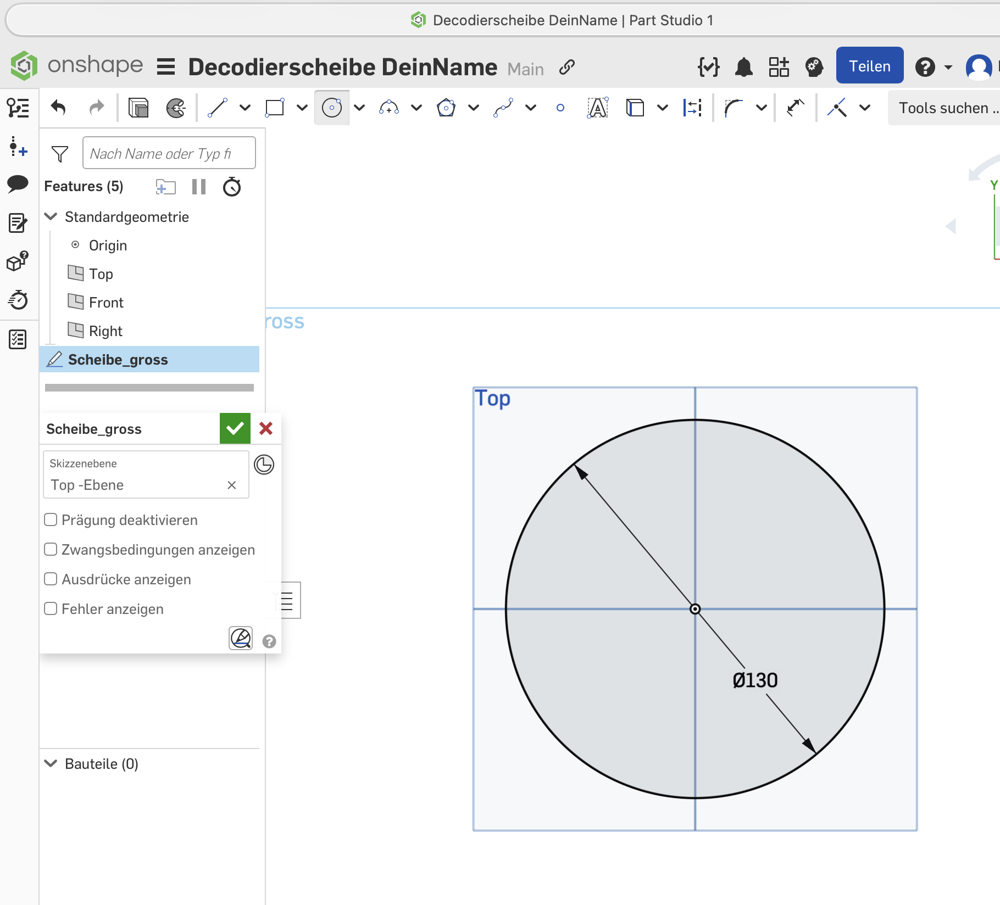 Decodierscheibe DeinName | Part Studio 1
onshape Decodierscheibe DeinName Main Teilen
Tools suchen ...
Nach Name oder Typ fi
Features (5)
Standardgeometrie
Origin
Top
Front
Right
Scheibe_gross
ross
Y
Top
Scheibe_gross
Skizzenebene
Top -Ebene
Prägung deaktivieren
Zwangsbedingungen anzeigen
Ausdrücke anzeigen
Fehler anzeigen
Ø130
Bauteile (0)